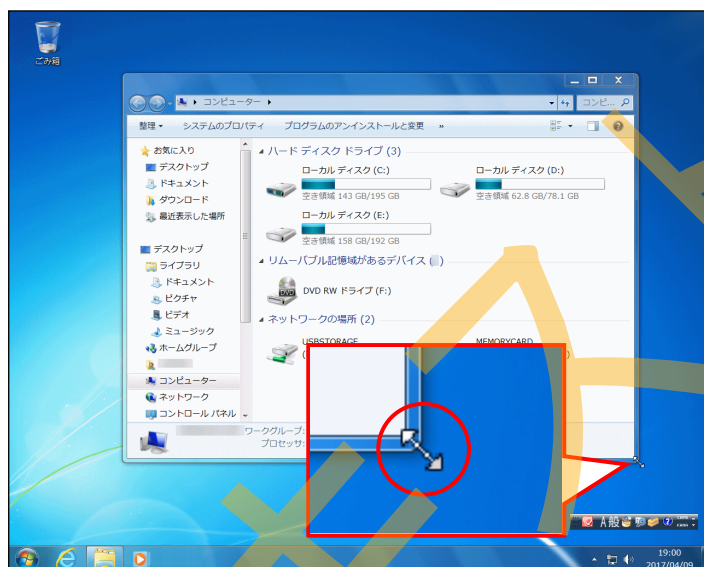 ごみ箱
コンピューター
コンピ...
整理
システムのプロパティ
プログラムのアンインストールと変更
»
お気に入り
デスクトップ
ドキュメント
ダウンロード
最近表示した場所
デスクトップ
ライブラリ
ドキュメント
ピクチャ
ビデオ
ミュージック
ホームグループ
コンピューター
ネットワーク
コントロール パネル
ハード ディスク ドライブ (3)
ローカル ディスク (C:)
空き領域 143 GB/195 GB
ローカル ディスク (D:)
空き領域 62.8 GB/78.1 GB
ローカル ディスク (E:)
空き領域 158 GB/192 GB
リムーバブル記憶域があるデバイス ( )
DVD
DVD RW ドライブ (F:)
ネットワークの場所 (2)
USBSTORAGE
MEMORYCARD
ワークグループ:
プロセッサ:
A 般
19:00
2017/04/09